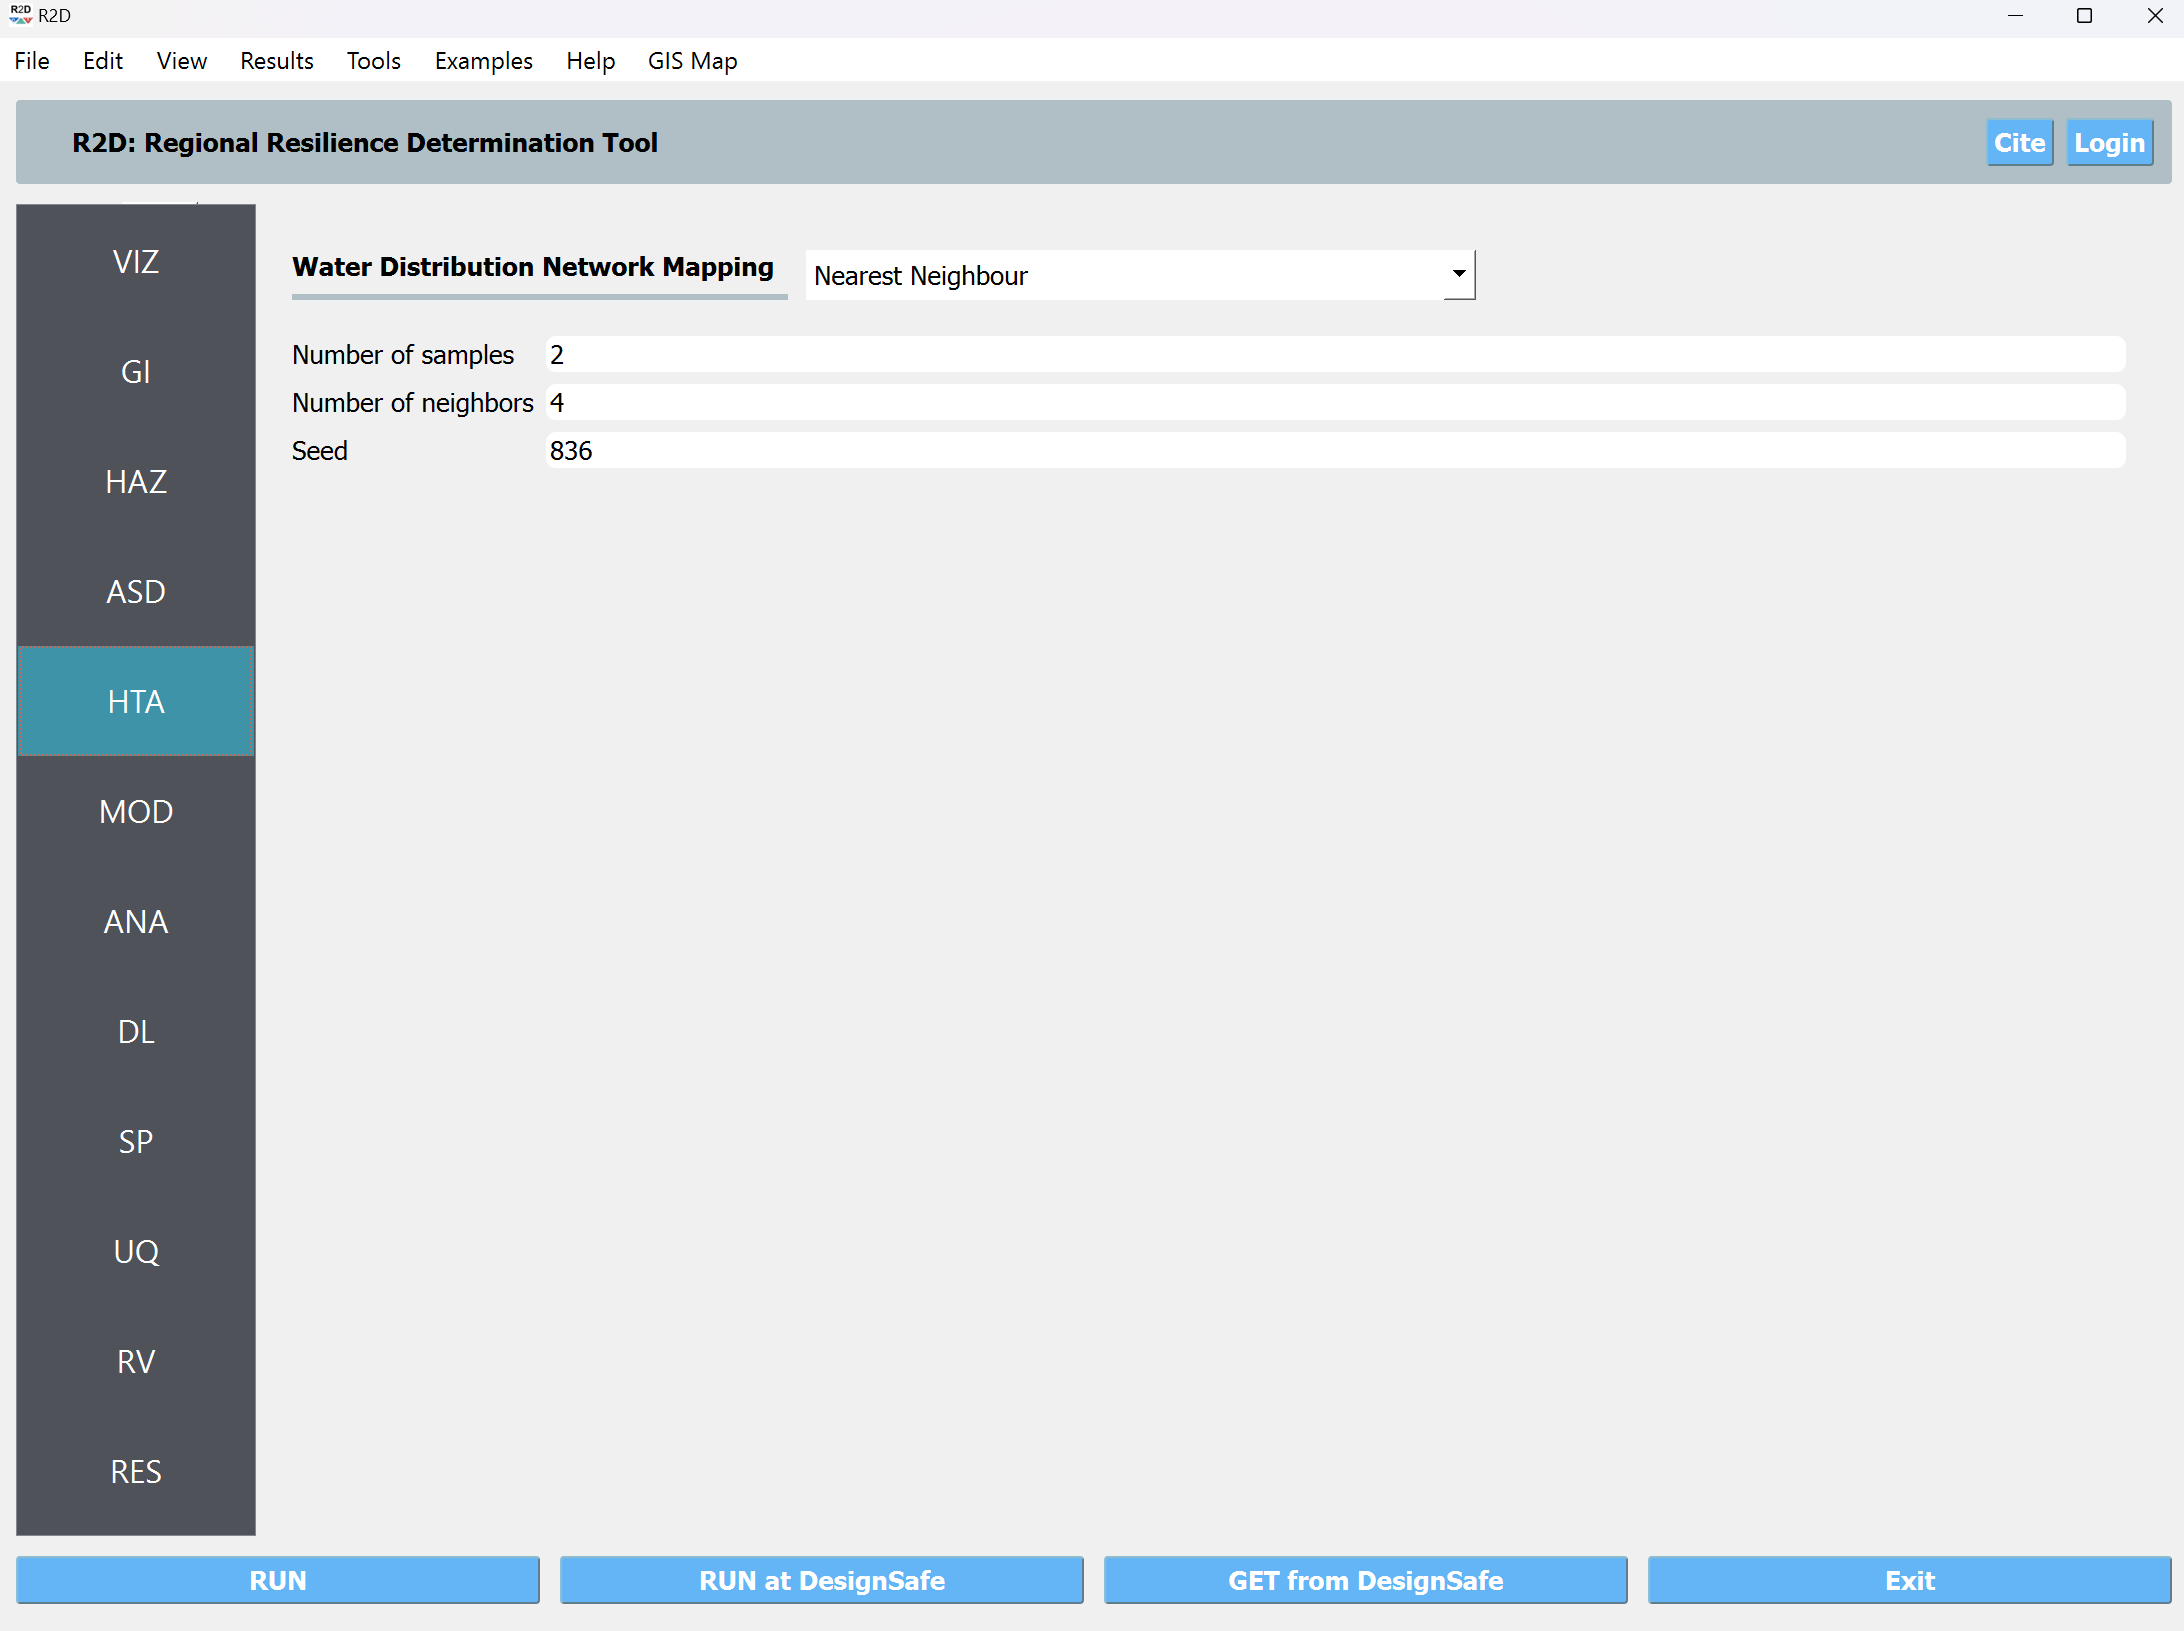 R2D R2D
File Edit View Results Tools Examples Help GIS Map
R2D: Regional Resilience Determination Tool Cite Login
VIZ
GI
HAZ
ASD
HTA
MOD
ANA
DL
SP
UQ
RV
RES
Water Distribution Network Mapping Nearest Neighbour
Number of samples 2
Number of neighbors 4
Seed 836
RUN RUN at DesignSafe GET from DesignSafe Exit